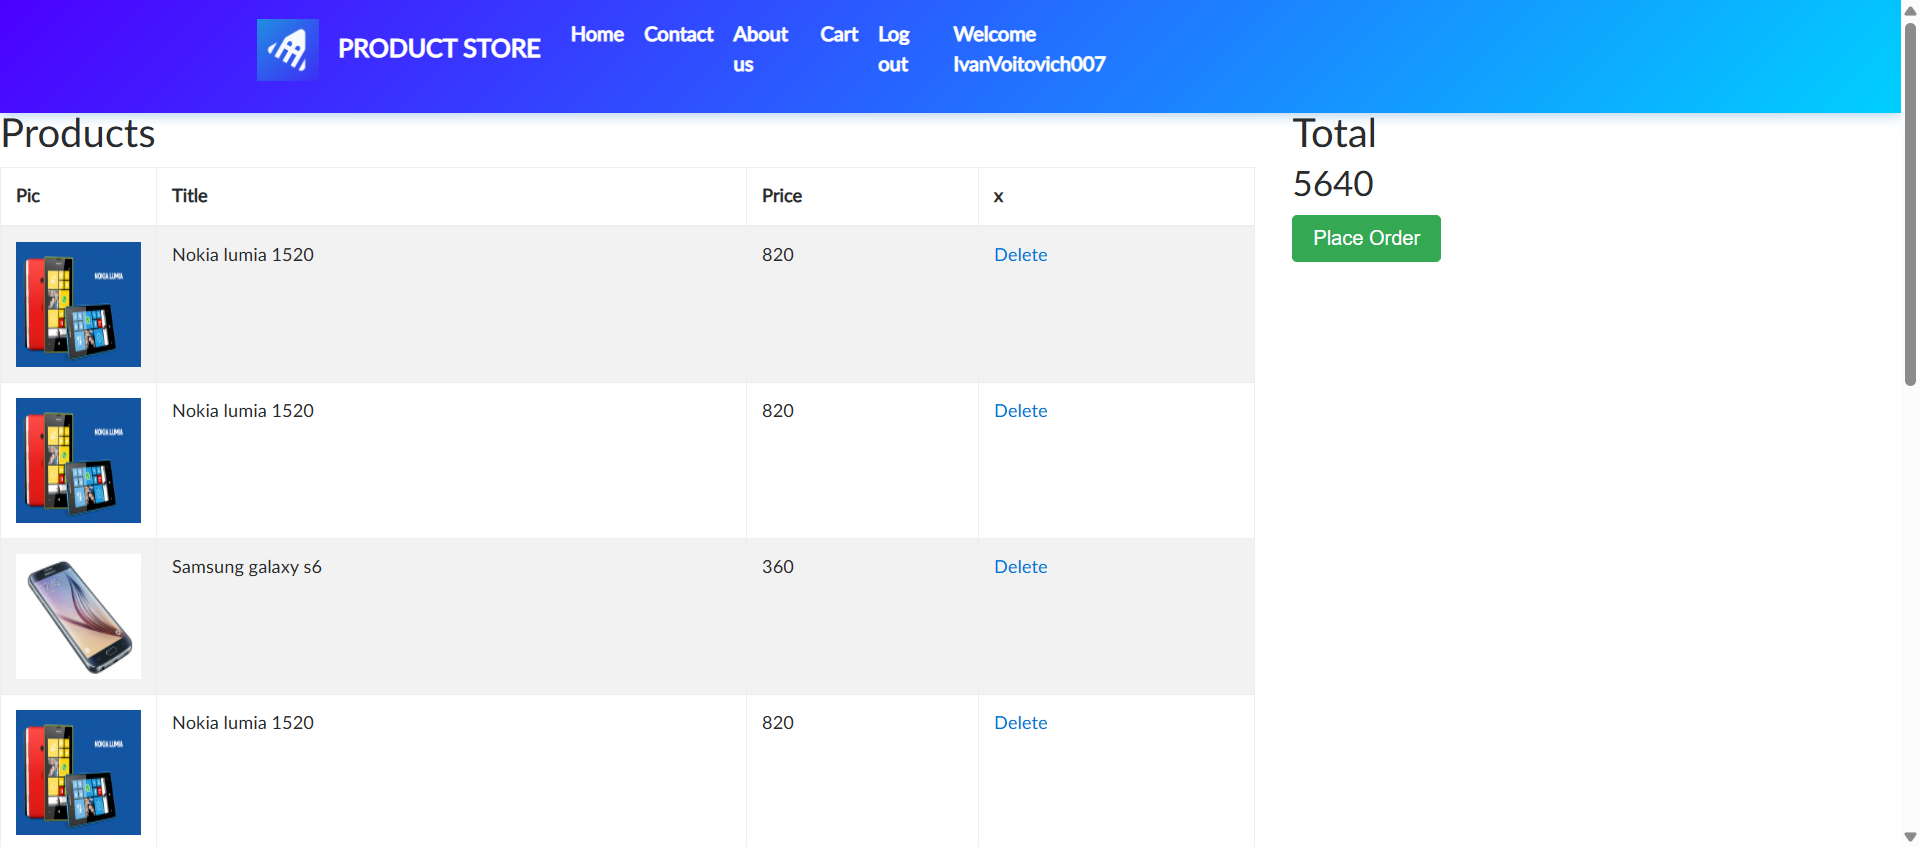 PRODUCT STORE
Home
Contact
About
us
Cart
Log
out
Welcome
IvanVoitovich007
Products
Pic Title Price x
NOKIA LUMIA
Nokia lumia 1520 820 Delete
NOKIA LUMIA
Nokia lumia 1520 820 Delete
Samsung galaxy s6 360 Delete
NOKIA LUMIA
Nokia lumia 1520 820 Delete
Total
5640
Place Order